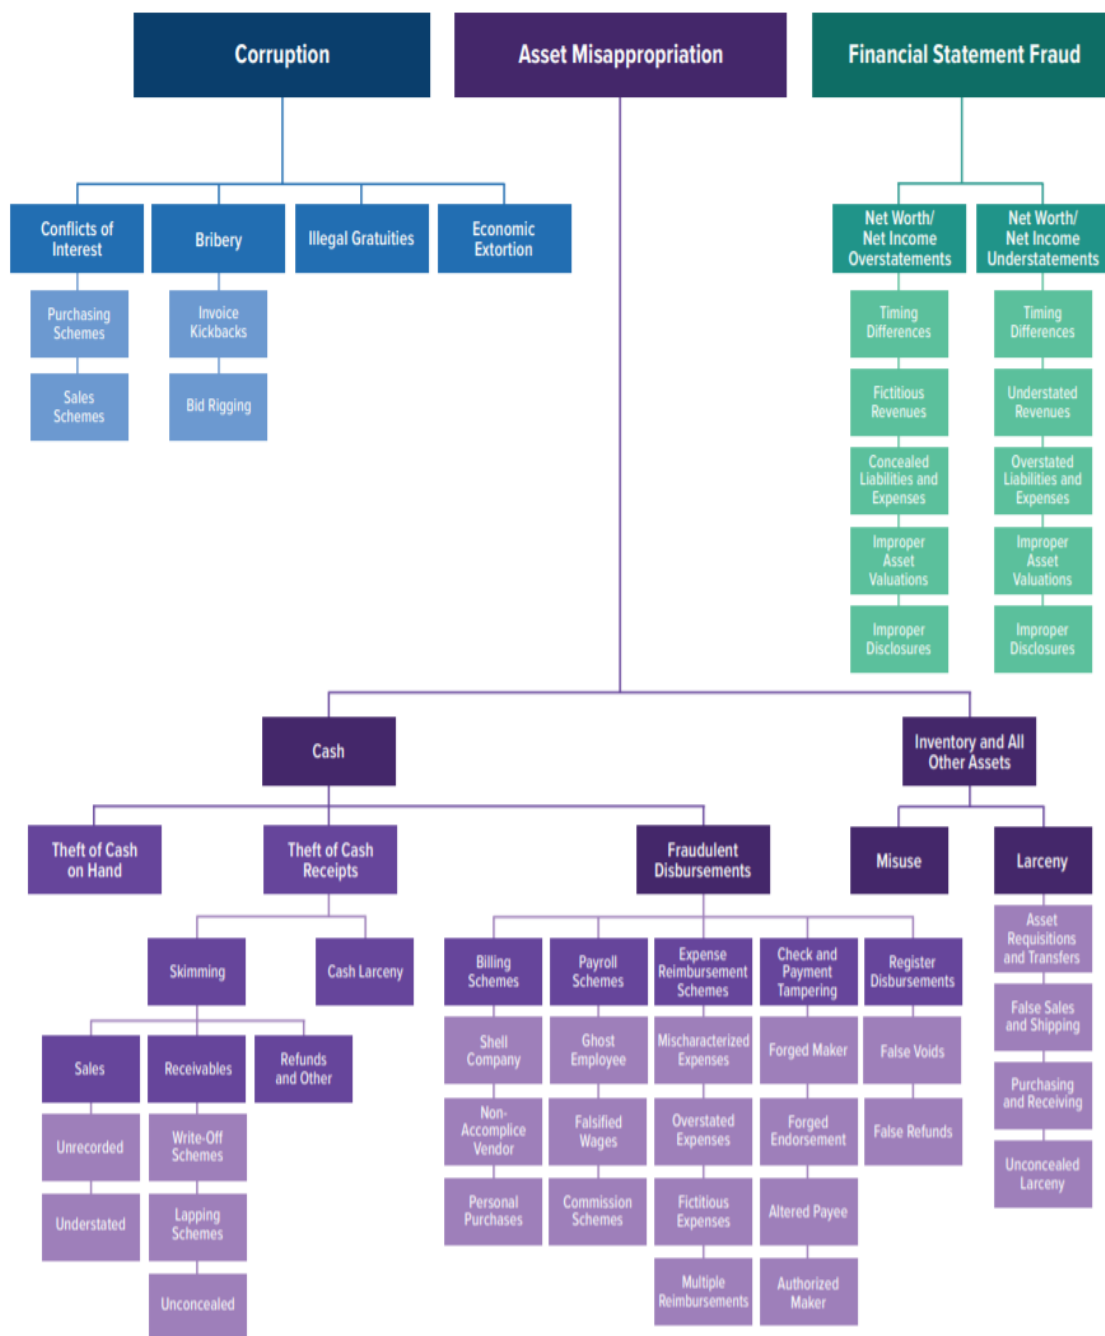 Corruption
Asset Misappropriation
Financial Statement Fraud
Conflicts of
Interest
Bribery
Illegal Gratuities
Economic
Extortion
Net Worth/
Net Income
Overstatements
Net Worth/
Net Income
Understatements
Purchasing
Schemes
Sales
Schemes
Invoice
Kickbacks
Bid Rigging
Timing
Differences
Fictitious
Revenues
Concealed
Liabilities and
Expenses
Improper
Asset
Valuations
Improper
Disclosures
Timing
Differences
Understated
Revenues
Overstated
Liabilities and
Expenses
Improper
Asset
Valuations
Improper
Disclosures
Cash
Inventory and All
Other Assets
Theft of Cash
on Hand
Theft of Cash
Receipts
Fraudulent
Disbursements
Misuse
Larceny
Skimming
Cash Larceny
Sales
Receivables
Refunds
and Other
Unrecorded
Understated
Write-Off
Schemes
Lapping
Schemes
Unconcealed
Billing
Schemes
Shell
Company
Non-
Accomplice
Vendor
Personal
Purchases
Payroll
Schemes
Ghost
Employee
Falsified
Wages
Commission
Schemes
Expense
Reimbursement
Schemes
Mischaracterized
Expenses
Overstated
Expenses
Fictitious
Expenses
Multiple
Reimbursements
Check and
Payment
Tampering
Forged Maker
Forged
Endorsement
Altered Payee
Authorized
Maker
Register
Disbursements
False Voids
False Refunds
Asset
Requisitions
and Transfers
False Sales
and Shipping
Purchasing
and Receiving
Unconcealed
Larceny